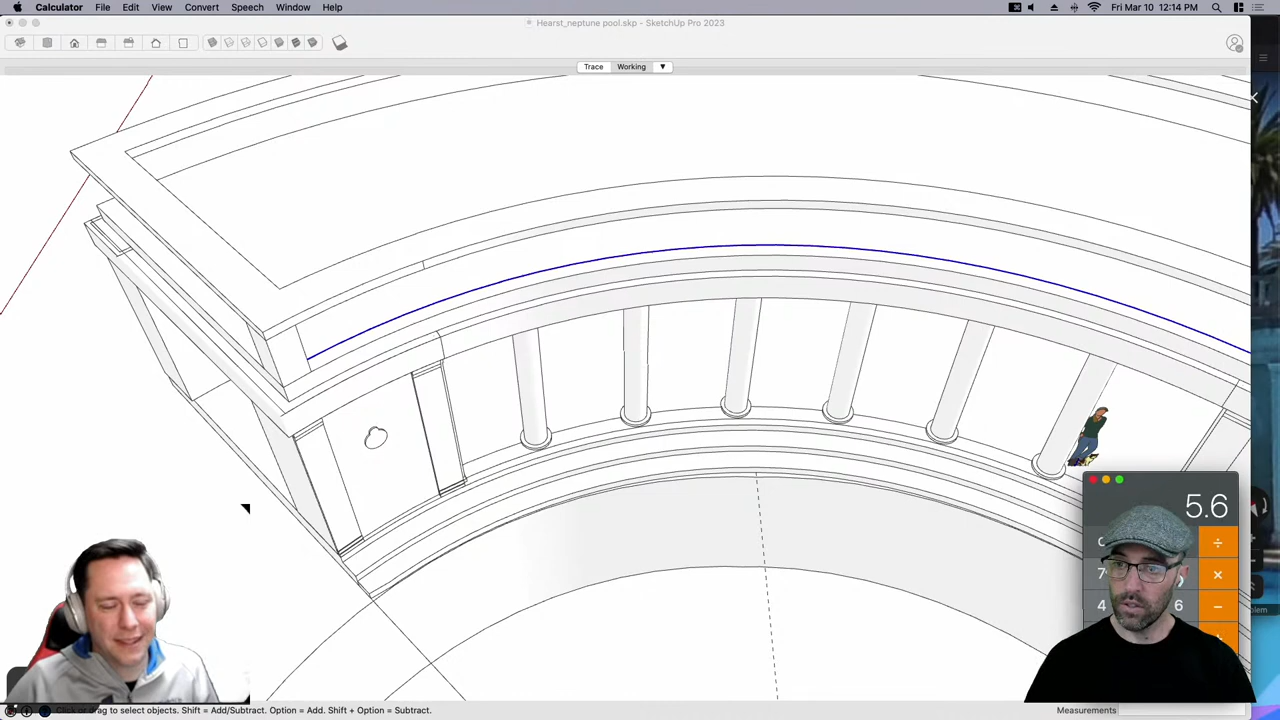 Calculator File Edit View Convert Speech Window Help Fri Mar 10 12:14 PM
Hearst_neptune pool.skp - SketchUp Pro 2023
Trace Working
5.6
÷
7 ×
4 6 −
Click or drag to select objects. Shift = Add/Subtract. Option = Add. Shift + Option = Subtract. Measurements